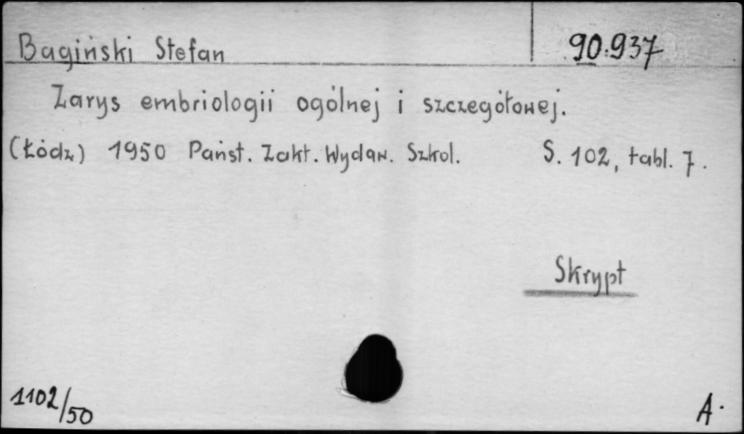 Bagiński Stefan 90.937
Zarys embriologii ogólnej i szczegółowej.
(Łódz) 1950 Państ. Zakł. Wydaw. Szkol. S. 102, tabl. 7.
Skrypt
1102/50 A.